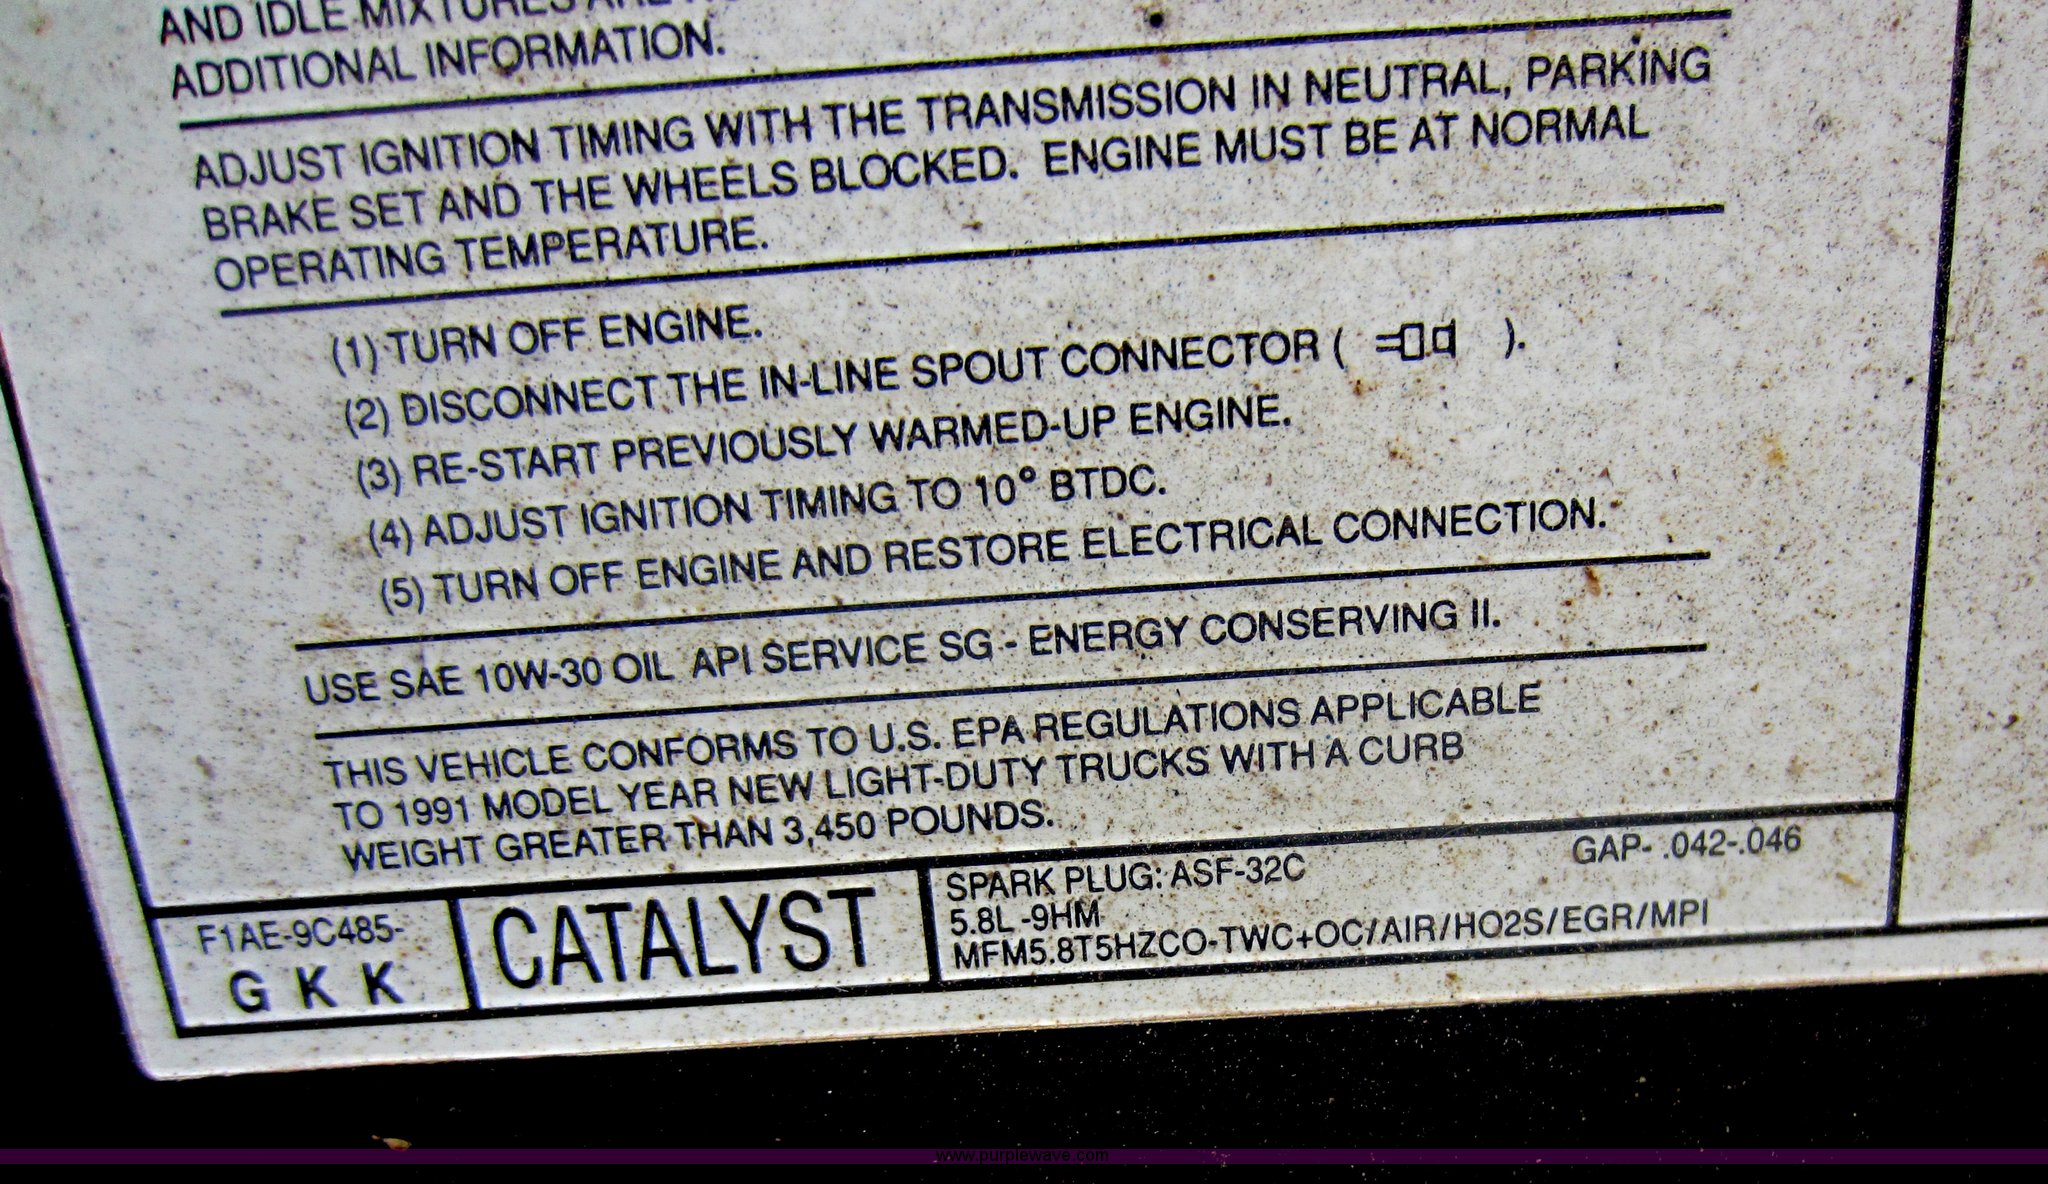 AND IDLE MIXTURES ARE
ADDITIONAL INFORMATION.
ADJUST IGNITION TIMING WITH THE TRANSMISSION IN NEUTRAL, PARKING
BRAKE SET AND THE WHEELS BLOCKED. ENGINE MUST BE AT NORMAL
OPERATING TEMPERATURE.
(1) TURN OFF ENGINE.
(2) DISCONNECT THE IN-LINE SPOUT CONNECTOR ( ).
(3) RE-START PREVIOUSLY WARMED-UP ENGINE.
(4) ADJUST IGNITION TIMING TO 10° BTDC.
(5) TURN OFF ENGINE AND RESTORE ELECTRICAL CONNECTION.
USE SAE 10W-30 OIL API SERVICE SG - ENERGY CONSERVING II.
THIS VEHICLE CONFORMS TO U.S. EPA REGULATIONS APPLICABLE
TO 1991 MODEL YEAR NEW LIGHT-DUTY TRUCKS WITH A CURB
WEIGHT GREATER THAN 3,450 POUNDS.
F1AE-9C485-
G K K
CATALYST
SPARK PLUG: ASF-32C GAP- .042-.046
5.8L -9HM
MFM5.8T5HZCO-TWC+OC/AIR/HO2S/EGR/MPI
www.purplewave.com